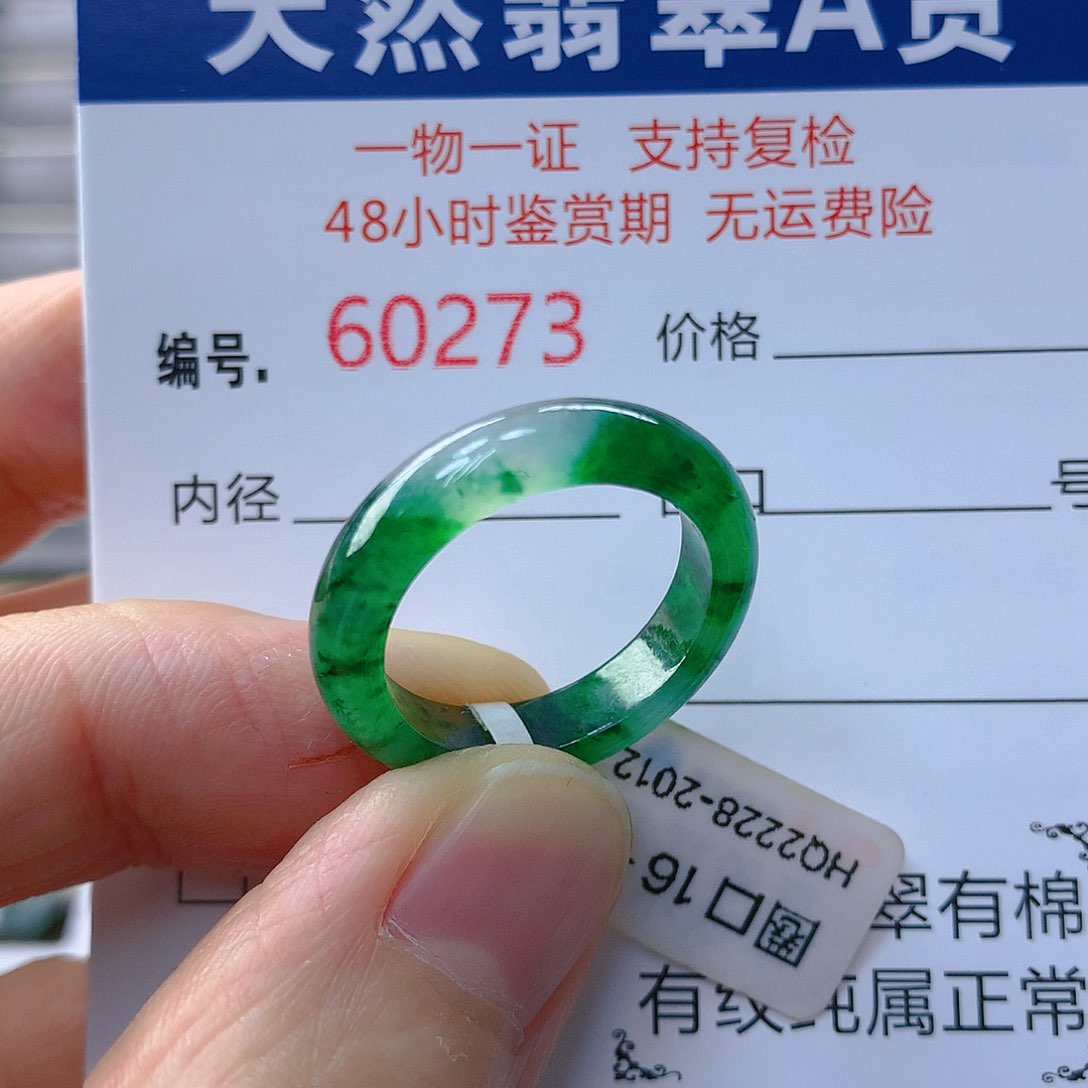 天然翡翠A货
一物一证 支持复检
48小时鉴赏期 无运费险
编号. 60273 价格
内径 号
HQ2228-2012
圈口 16
翠有棉
有纹纯属正常